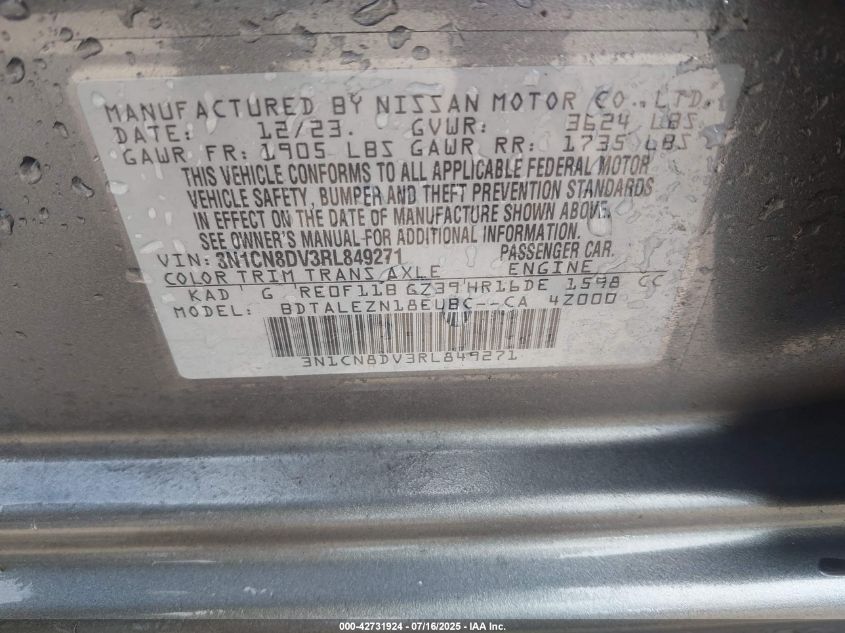 MANUFACTURED BY NISSAN MOTOR CO., LTD.
DATE: 12/23. GVWR: 3624 LBS
GAWR FR: 1905 LBS GAWR RR: 1735 LBS
THIS VEHICLE CONFORMS TO ALL APPLICABLE FEDERAL MOTOR
VEHICLE SAFETY, BUMPER AND THEFT PREVENTION STANDARDS
IN EFFECT ON THE DATE OF MANUFACTURE SHOWN ABOVE.
SEE OWNER'S MANUAL FOR ADDITIONAL INFORMATION.
VIN: 3N1CN8DV3RL849271 PASSENGER CAR.
COLOR TRIM TRANS AXLE ENGINE
KAD G RE0F11B GZ39 HR16DE 1598 CC
MODEL: BDTALEZN18EUBC--CA 4Z000
3N1CN8DV3RL849271
000-42731924 | 07/16/2025 - IAA Inc.